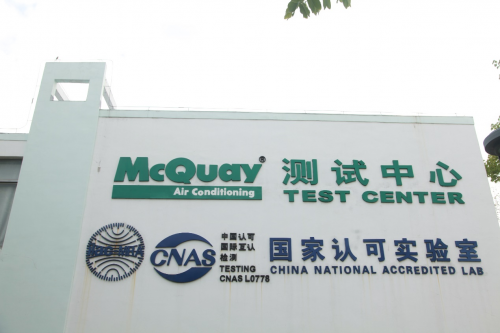 McQuay®
Air Conditioning
测试中心
TEST CENTER
CNAS
中国认可
国际互认
检测
TESTING
CNAS L0775
国家认可实验室
CHINA NATIONAL ACCREDITED LAB